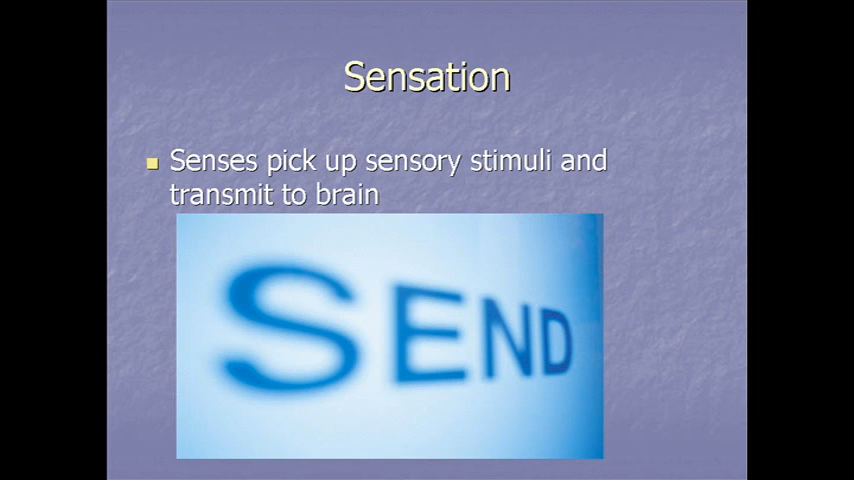 Sensation
Senses pick up sensory stimuli and
transmit to brain
SEND